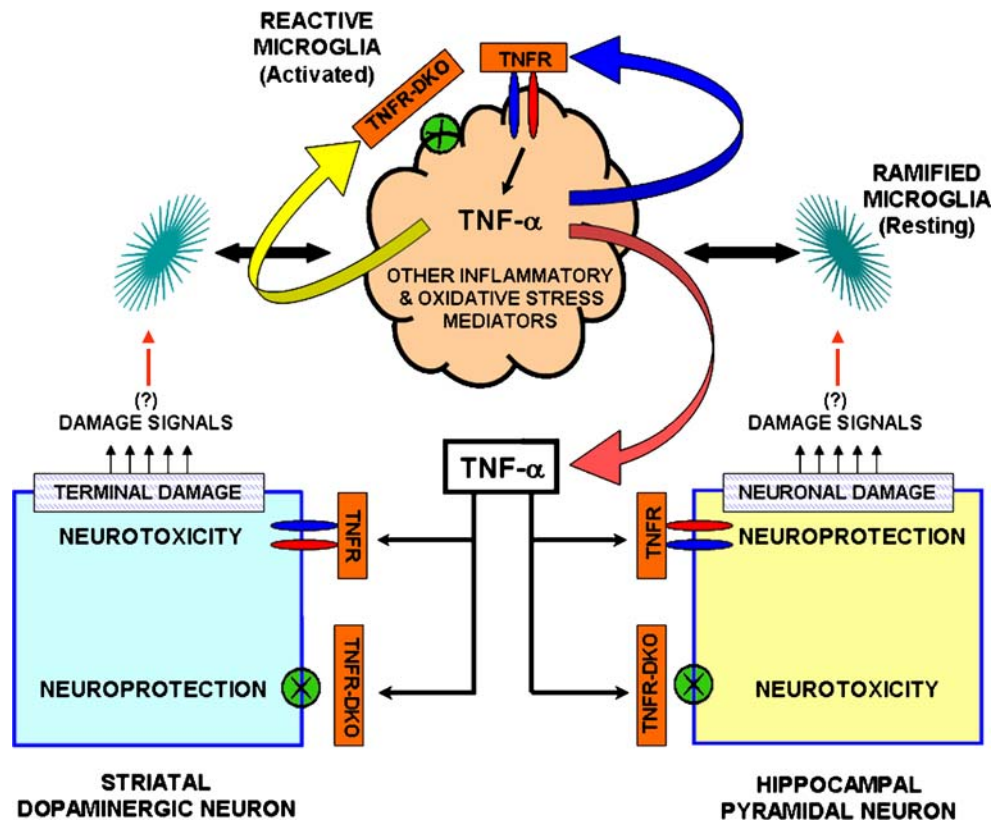 REACTIVE
MICROGLIA
(Activated)
TNFR
TNFR-DKO
RAMIFIED
MICROGLIA
(Resting)
TNF-α
OTHER INFLAMMATORY
& OXIDATIVE STRESS
MEDIATORS
(?)
DAMAGE SIGNALS
(?)
DAMAGE SIGNALS
TNF-α
TERMINAL DAMAGE
NEUROTOXICITY
TNFR
NEUROPROTECTION
TNFR-DKO
NEURONAL DAMAGE
TNFR
NEUROPROTECTION
TNFR-DKO
NEUROTOXICITY
STRIATAL
DOPAMINERGIC NEURON
HIPPOCAMPAL
PYRAMIDAL NEURON